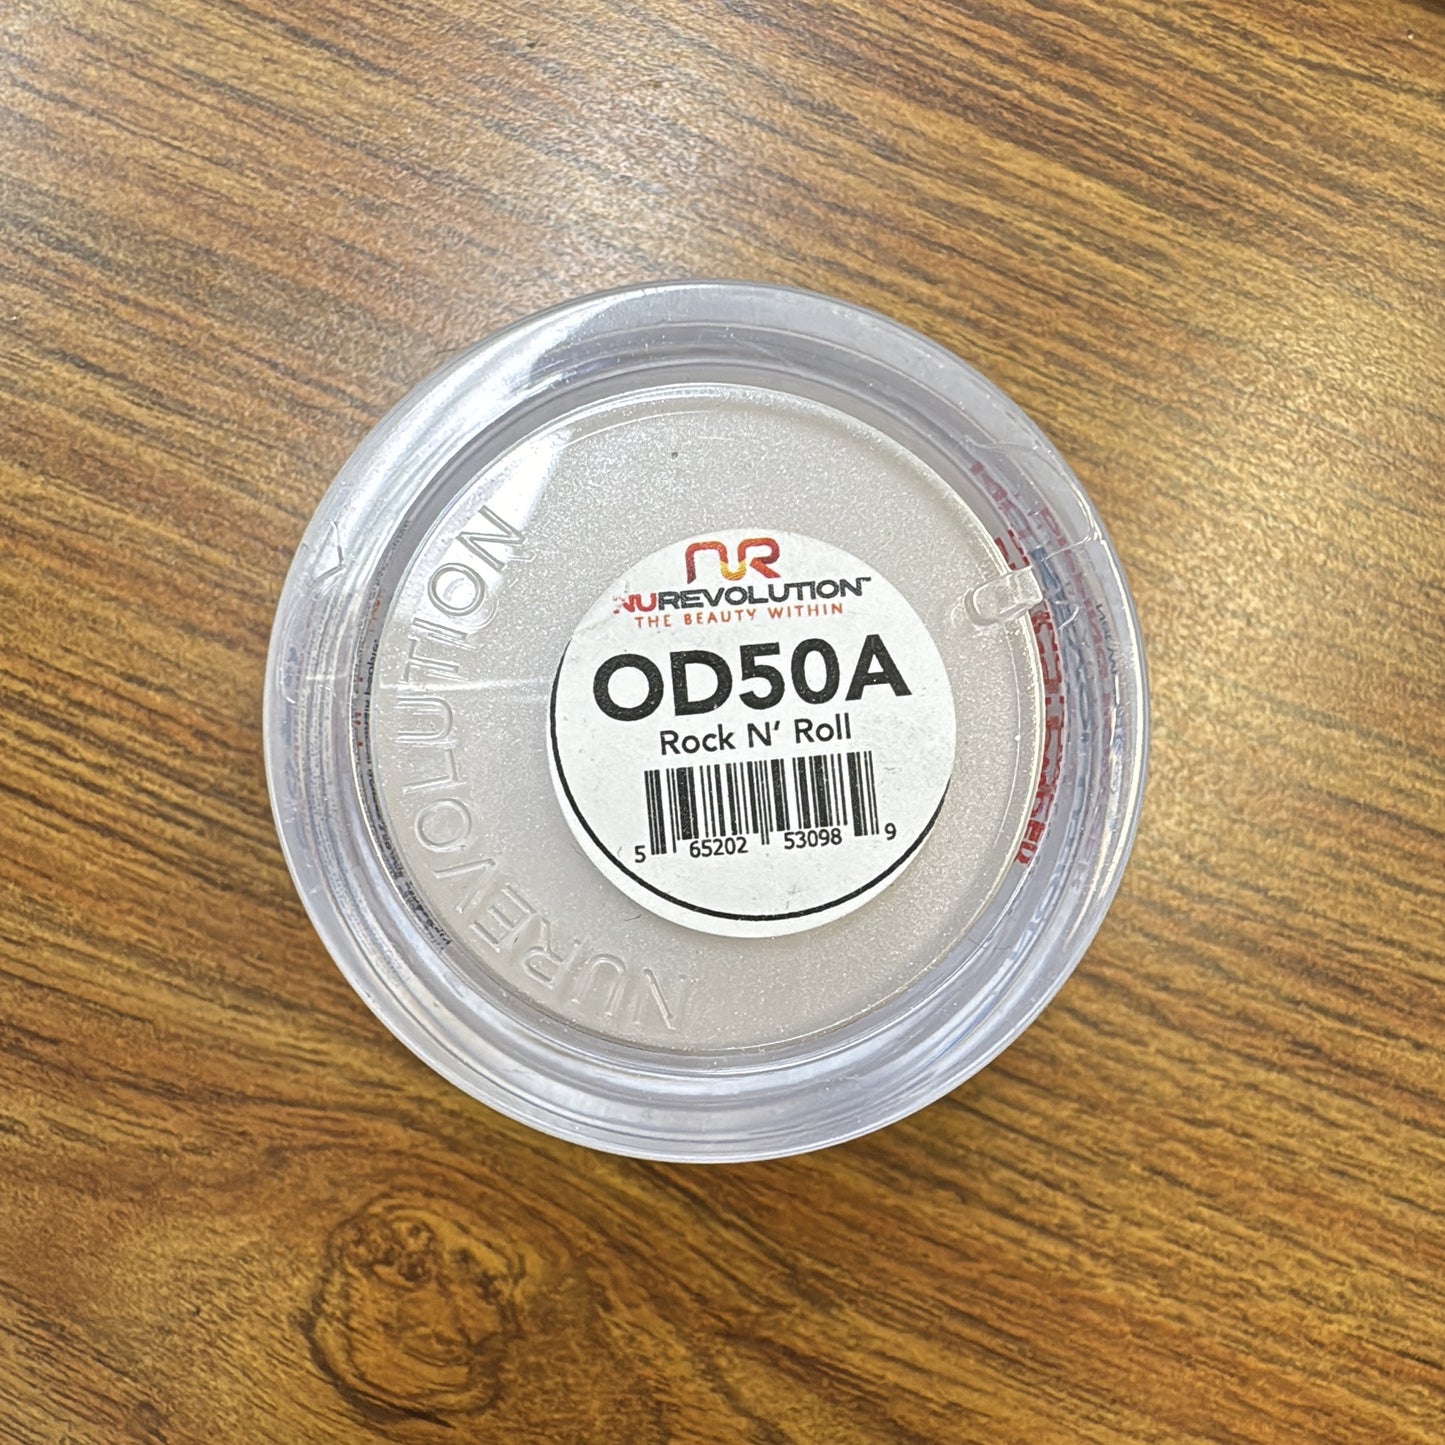 NR
NUREVOLUTION™
THE BEAUTY WITHIN
OD50A
Rock N’ Roll
5 65202 53098 9
NUREVOLUTION